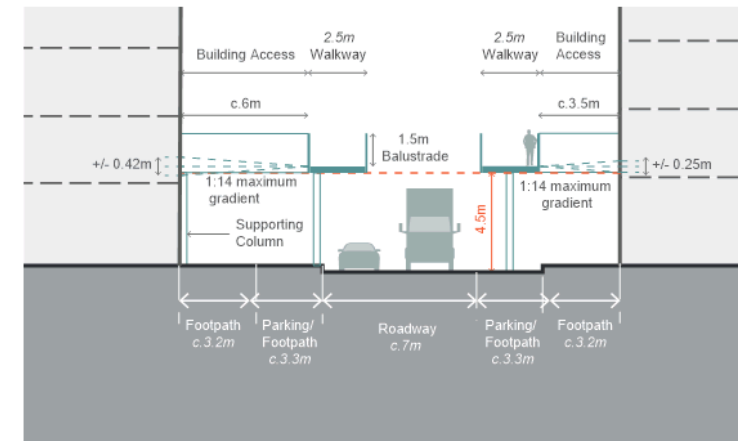 2.5m
Building Access
Walkway
2.5m
Walkway
Building
Access
c.6m
c.3.5m
1.5m
Balustrade
+/- 0.42m
+/- 0.25m
1:14 maximum
gradient
1:14 maximum
gradient
4.5m
Supporting
Column
Footpath
c.3.2m
Parking/
Footpath
c.3.3m
Roadway
c.7m
Parking/
Footpath
c.3.3m
Footpath
c.3.2m